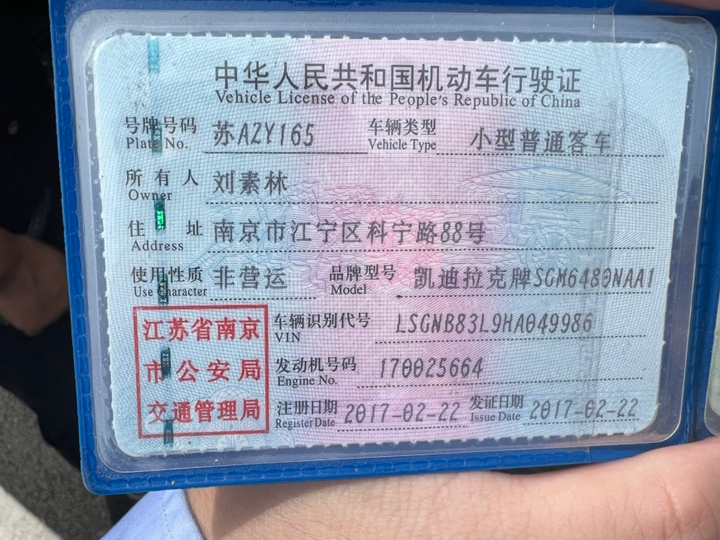 中华人民共和国机动车行驶证
Vehicle License of the People's Republic of China
号牌号码 苏AZY165 车辆类型 小型普通客车
Plate No. Vehicle Type
所有人 刘素林
Owner
住址 南京市江宁区科宁路88号
Address
使用性质 非营运 品牌型号 凯迪拉克牌SGM6480NAA1
Use Character Model
江苏省南京
市公安局
交通管理局
车辆识别代号 LSGNB83L9HA049986
VIN
发动机号码 170025664
Engine No.
注册日期 2017-02-22 发证日期 2017-02-22
Register Date Issue Date